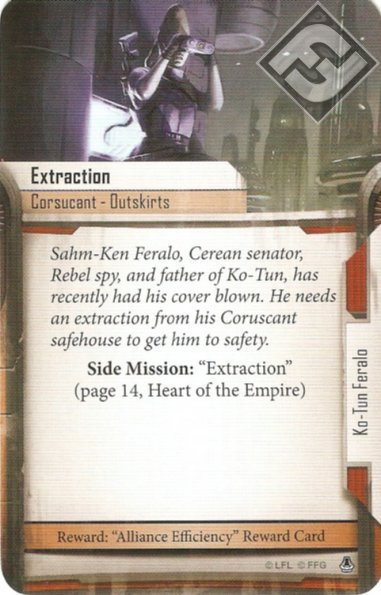 Extraction
Corsucant - Outskirts
Sahm-Ken Feralo, Cerean senator,
Rebel spy, and father of Ko-Tun, has
recently had his cover blown. He needs
an extraction from his Coruscant
safehouse to get him to safety.
Side Mission: “Extraction”
(page 14, Heart of the Empire)
Ko-Tun Feralo
Reward: “Alliance Efficiency” Reward Card
© LFL © FFG